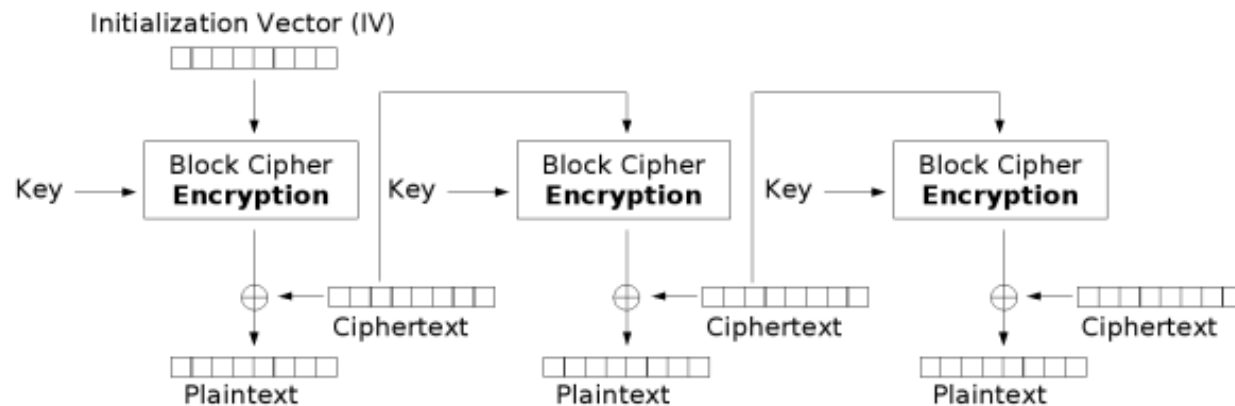 Initialization Vector (IV)
Key
Block Cipher
Encryption
Key
Block Cipher
Encryption
Key
Block Cipher
Encryption
Ciphertext
Ciphertext
Ciphertext
Plaintext
Plaintext
Plaintext